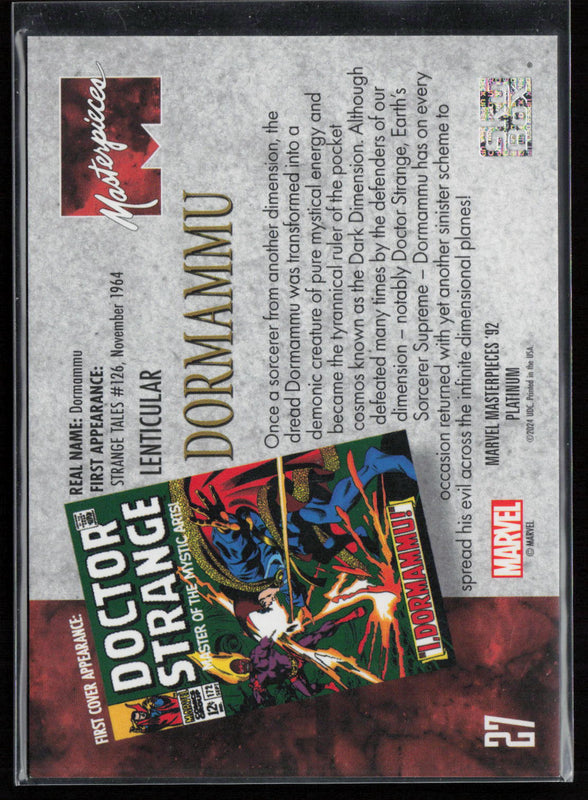 Masterpieces
SKYBOX
®
REAL NAME: Dormammu
FIRST APPEARANCE:
STRANGE TALES #126, November 1964
LENTICULAR
DORMAMMU
Once a sorcerer from another dimension, the
dread Dormammu was transformed into a
demonic creature of pure mystical energy and
became the tyrannical ruler of the pocket
cosmos known as the Dark Dimension. Although
defeated many times by the defenders of our
dimension – notably Doctor Strange, Earth's
Sorcerer Supreme – Dormammu has on every
occasion returned with yet another sinister scheme to
spread his evil across the infinite dimensional planes!
FIRST COVER APPEARANCE:
DOCTOR
STRANGE
MASTER OF THE MYSTIC ARTS!
12¢
172
"I, DORMAMMU!"
MARVEL
© MARVEL
MARVEL MASTERPIECES '92
PLATINUM
©2024 UDC. Printed in the USA.
27